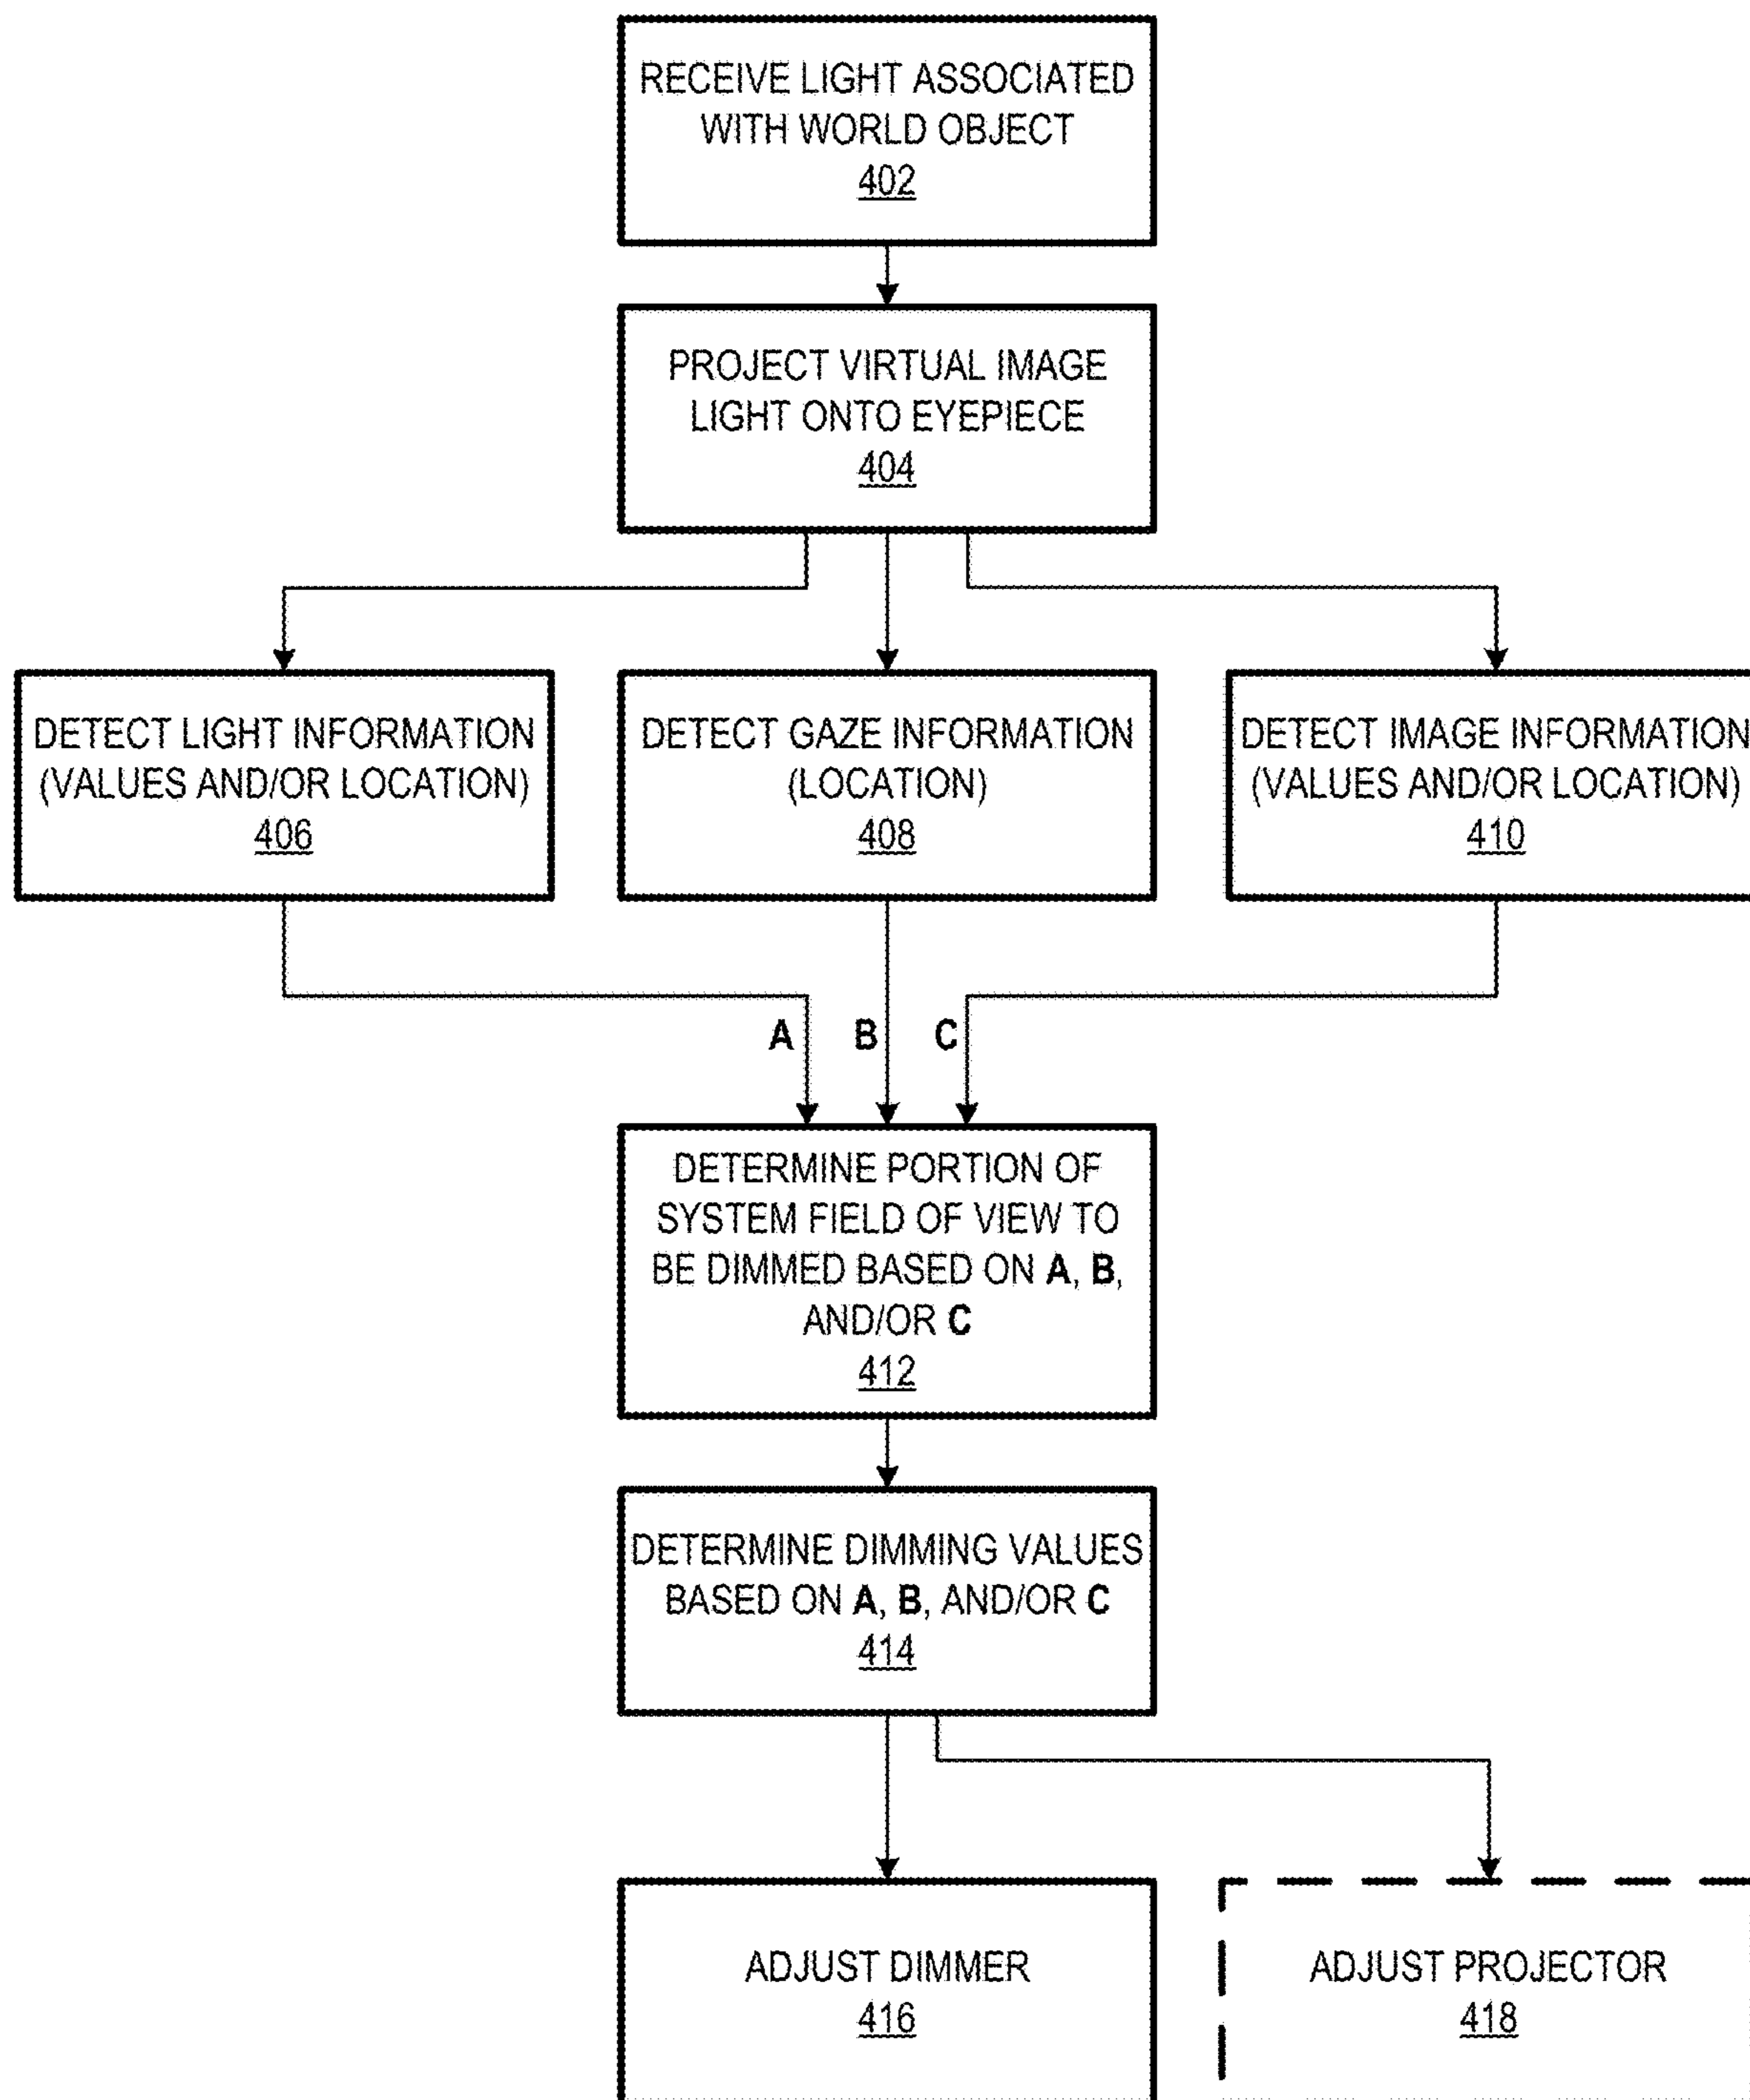 RECEIVE LIGHT ASSOCIATED
WITH WORLD OBJECT
402
PROJECT VIRTUAL IMAGE
LIGHT ONTO EYEPIECE
404
DETECT LIGHT INFORMATION
(VALUES AND/OR LOCATION)
406
DETECT GAZE INFORMATION
(LOCATION)
408
DETECT IMAGE INFORMATION
(VALUES AND/OR LOCATION)
410
A
B
C
DETERMINE PORTION OF
SYSTEM FIELD OF VIEW TO
BE DIMMED BASED ON A, B,
AND/OR C
412
DETERMINE DIMMING VALUES
BASED ON A, B, AND/OR C
414
ADJUST DIMMER
416
ADJUST PROJECTOR
418